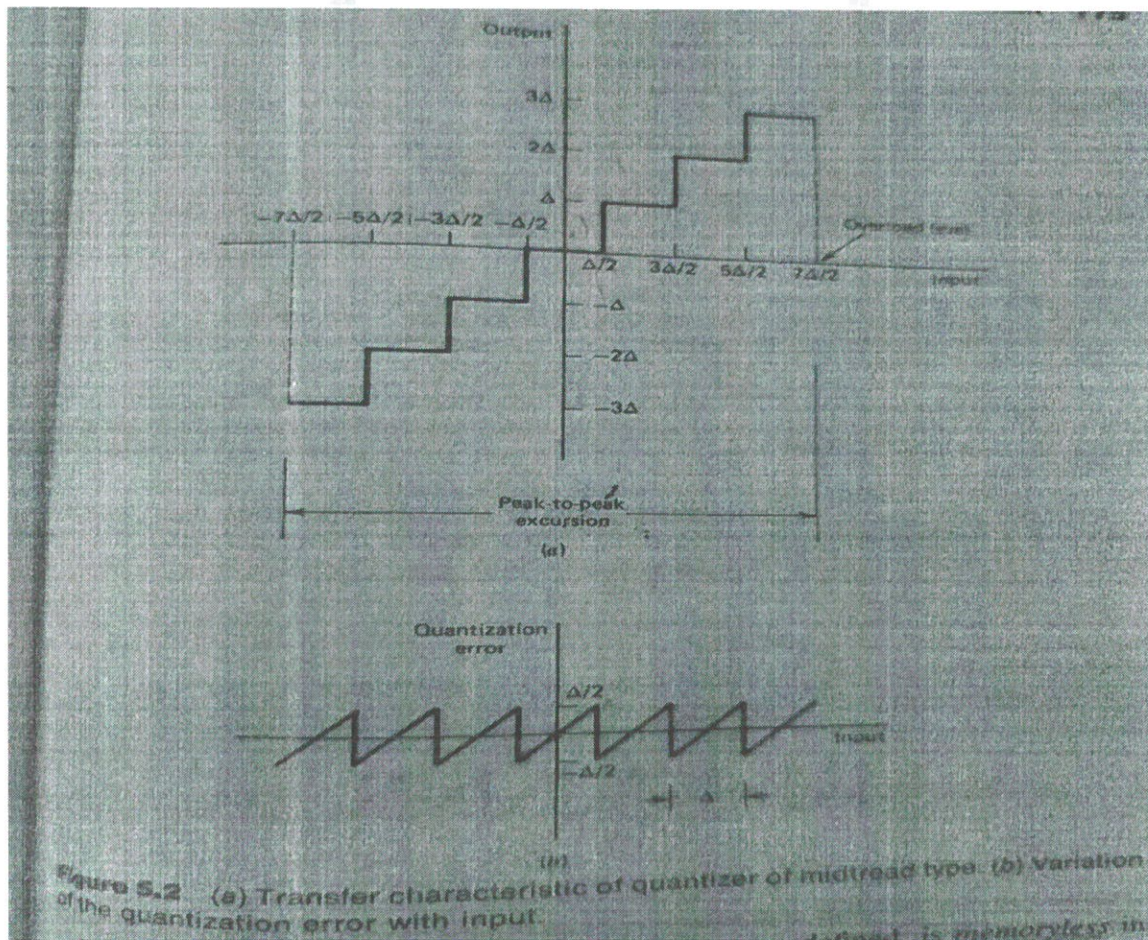 Output
3Δ
2Δ
Δ
−7Δ/2 −5Δ/2 −3Δ/2 −Δ/2
Overload level
Δ/2 3Δ/2 5Δ/2 7Δ/2 Input
−Δ
−2Δ
−3Δ
Peak-to-peak
excursion
(a)
Quantization
error
Δ/2
Input
−Δ/2
Δ
(b)
Figure 5.2 (a) Transfer characteristic of quantizer of midtread type. (b) Variation
of the quantization error with input.
defined, is memoryless